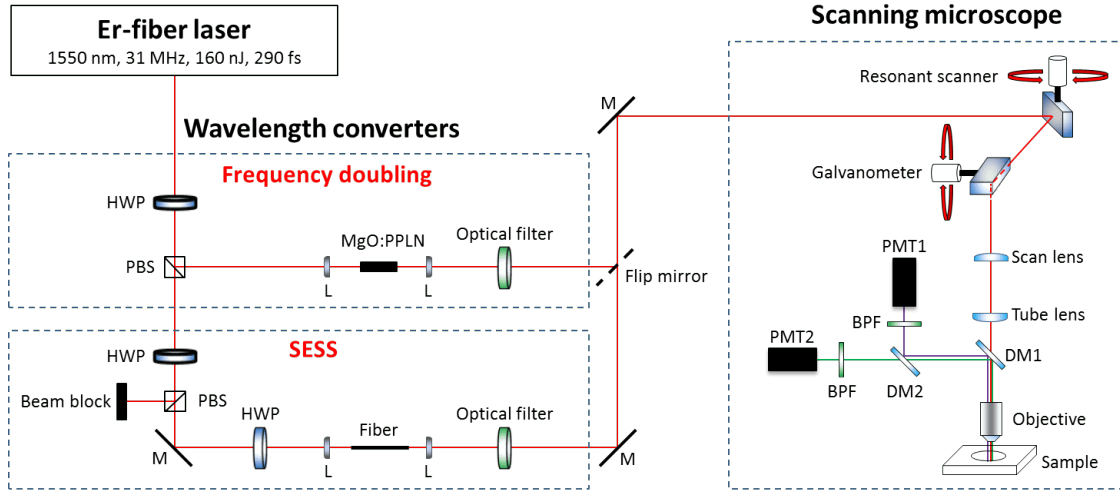 Er-fiber laser
1550 nm, 31 MHz, 160 nJ, 290 fs
Wavelength converters
Frequency doubling
HWP
PBS
MgO:PPLN
L
L
Optical filter
Flip mirror
M
SESS
HWP
Beam block
PBS
M
HWP
L
Fiber
L
Optical filter
M
Scanning microscope
Resonant scanner
Galvanometer
Scan lens
Tube lens
PMT1
BPF
PMT2
BPF
DM2
DM1
Objective
Sample